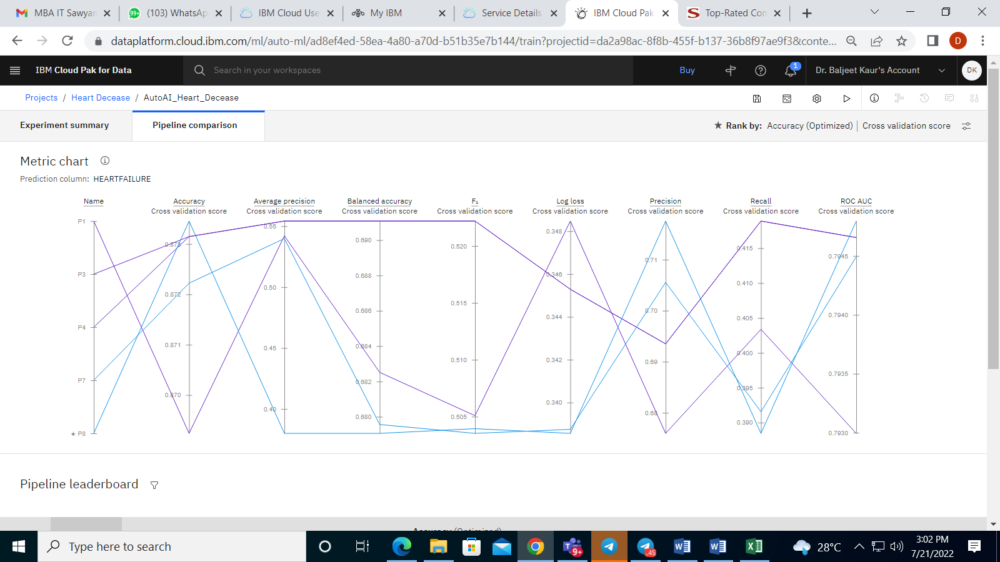 MBA IT Sawyan
(103) WhatsAp
IBM Cloud Use
My IBM
Service Details
IBM Cloud Pak
Top-Rated Con
dataplatform.cloud.ibm.com/ml/auto-ml/ad8ef4ed-58ea-4a80-a70d-b51b35e7b144/train?projectid=da2a98ac-8f8b-455f-b137-36b8f97ae9f3&conte...
D
IBM Cloud Pak for Data
Search in your workspaces
Buy
1
Dr. Baljeet Kaur's Account
DK
Projects / Heart Decease / AutoAI_Heart_Decease
Experiment summary
Pipeline comparison
★ Rank by: Accuracy (Optimized) | Cross validation score
Metric chart
Prediction column: HEARTFAILURE
Name
Accuracy
Cross validation score
Average precision
Cross validation score
Balanced accuracy
Cross validation score
F₁
Cross validation score
Log loss
Cross validation score
Precision
Cross validation score
Recall
Cross validation score
ROC AUC
Cross validation score
P1
P3
P4
P7
★ P8
0.873
0.872
0.871
0.870
0.55
0.50
0.45
0.40
0.690
0.688
0.686
0.684
0.682
0.680
0.520
0.515
0.510
0.505
0.348
0.346
0.344
0.342
0.340
0.71
0.70
0.69
0.68
0.415
0.410
0.405
0.400
0.395
0.390
0.7945
0.7940
0.7935
0.7930
Pipeline leaderboard
Accuracy (Optimized)
Type here to search
9+
.45
28°C
3:02 PM
7/21/2022